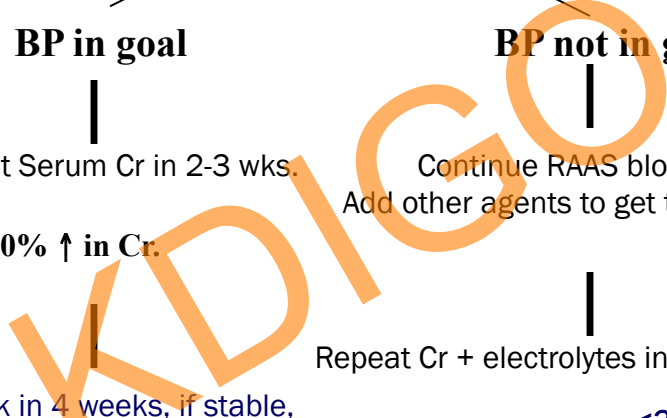 BP in goal
BP not in
t Serum Cr in 2-3 wks.
Continue RAAS blo
Add other agents to get
0% ↑ in Cr.
Repeat Cr + electrolytes in
k in 4 weeks, if stable,
KDIGO